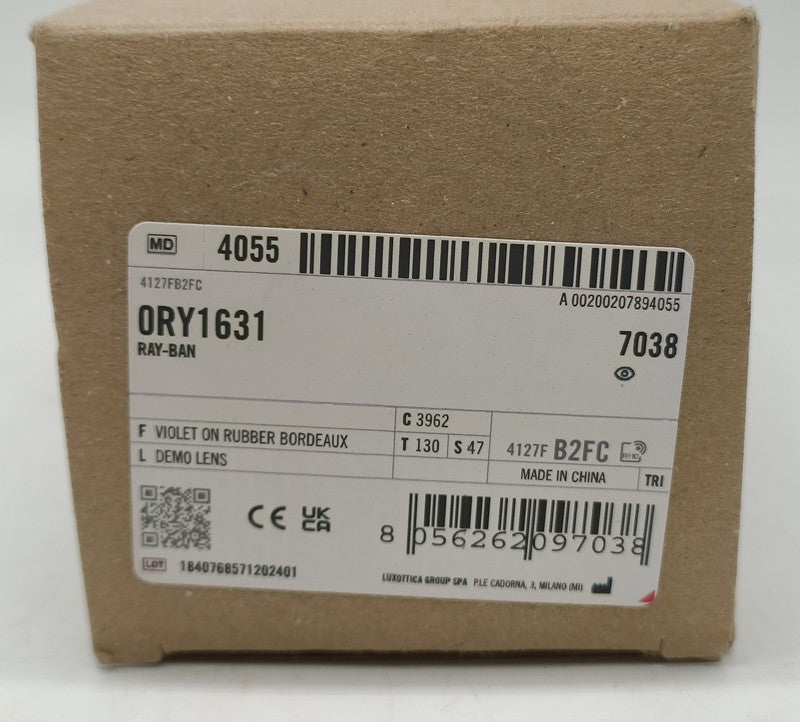 MD 4055
A 00200207894055
4127FB2FC
0RY1631
RAY-BAN
7038
C 3962
F VIOLET ON RUBBER BORDEAUX
T 130 S 47
4127F B2FC RFID
L DEMO LENS
MADE IN CHINA TRI
CE UK CA
8 056262 097038
LOT 1840768571202401
LUXOTTICA GROUP SPA P.LE CADORNA, 3, MILANO (MI)